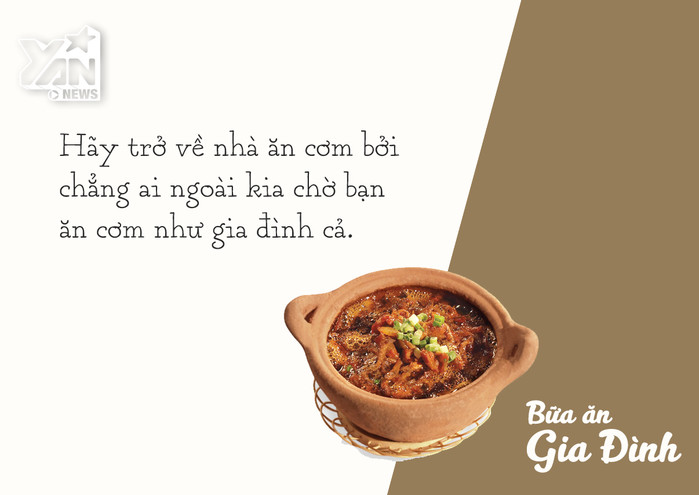 YAN
NEWS
Hãy trở về nhà ăn cơm bởi
chẳng ai ngoài kia chờ bạn
ăn cơm như gia đình cả.
Bữa ăn
Gia Đình